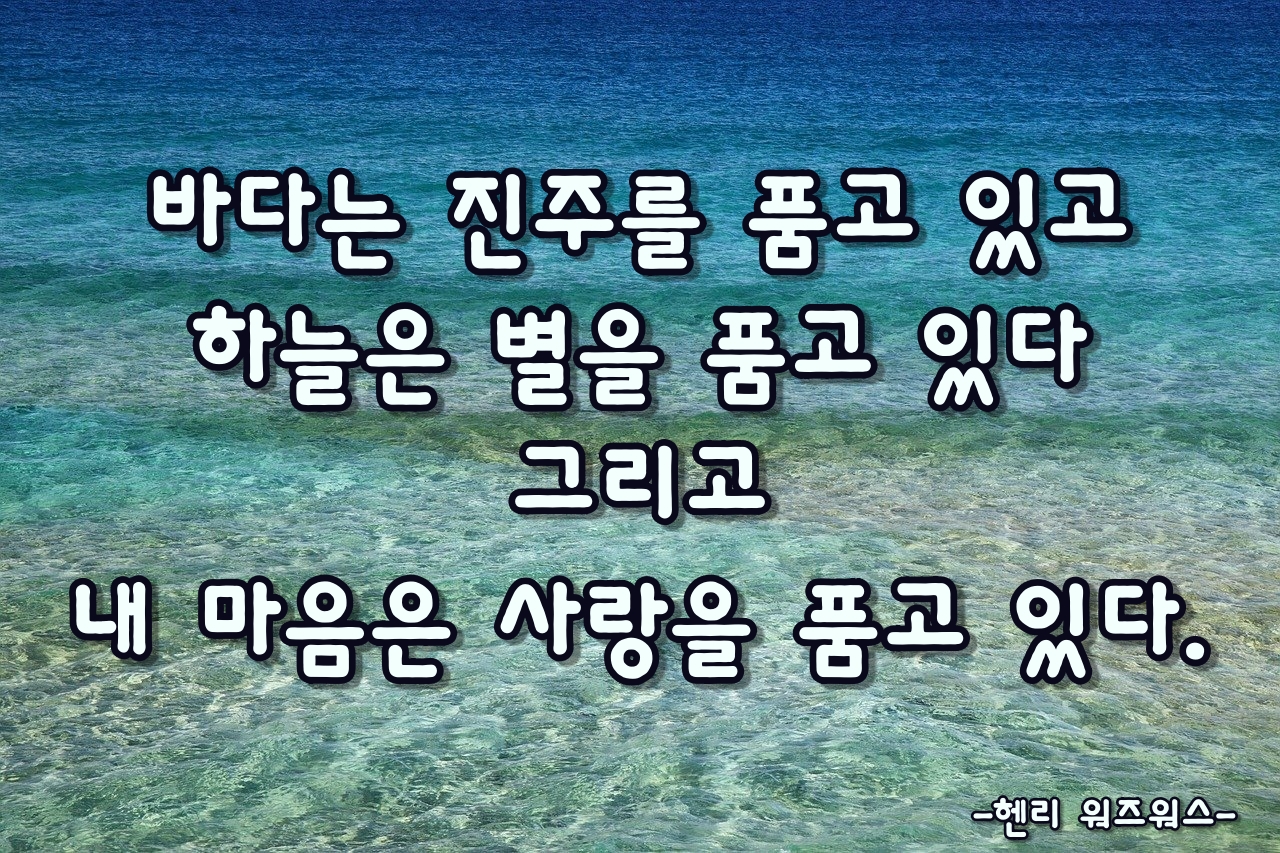 바다는 진주를 품고 있고
하늘은 별을 품고 있다
그리고
내 마음은 사랑을 품고 있다.
-헨리 워즈워스-